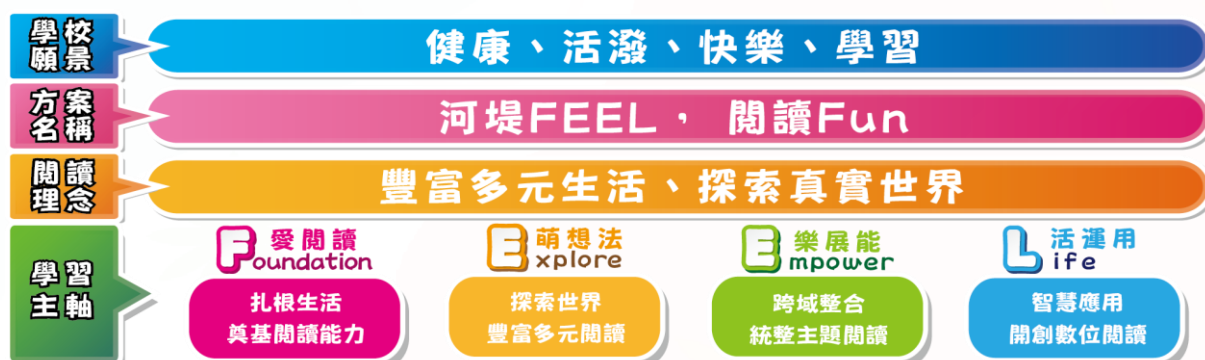 學校
願景
健康、活潑、快樂、學習
方案
名稱
河堤FEEL， 閱讀Fun
閱讀
理念
豐富多元生活、探索真實世界
學習
主軸
愛閱讀
Foundation
扎根生活
奠基閱讀能力
萌想法
Explore
探索世界
豐富多元閱讀
樂展能
Empower
跨域整合
統整主題閱讀
活運用
Life
智慧應用
開創數位閱讀